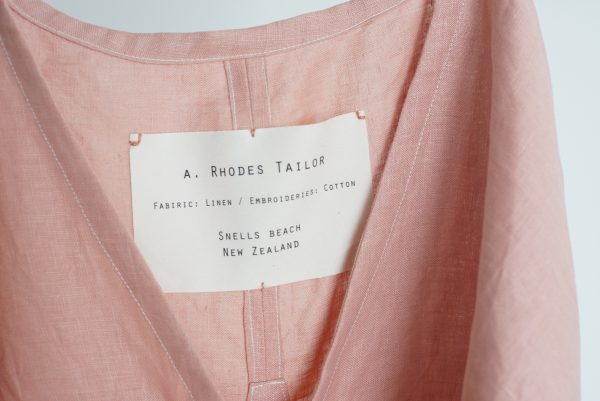 A. RHODES TAILOR
FABIRIC: LINEN / EMBROIDERIES: COTTON
SNELLS BEACH
NEW ZEALAND